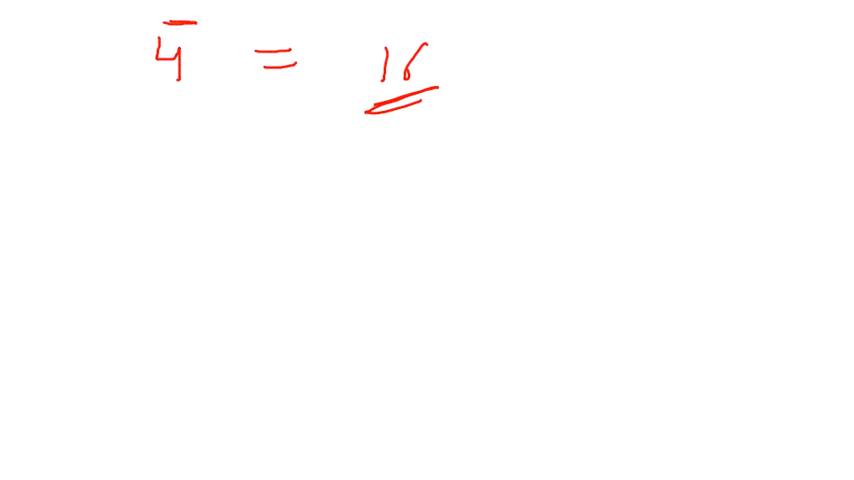 4̅ = 16